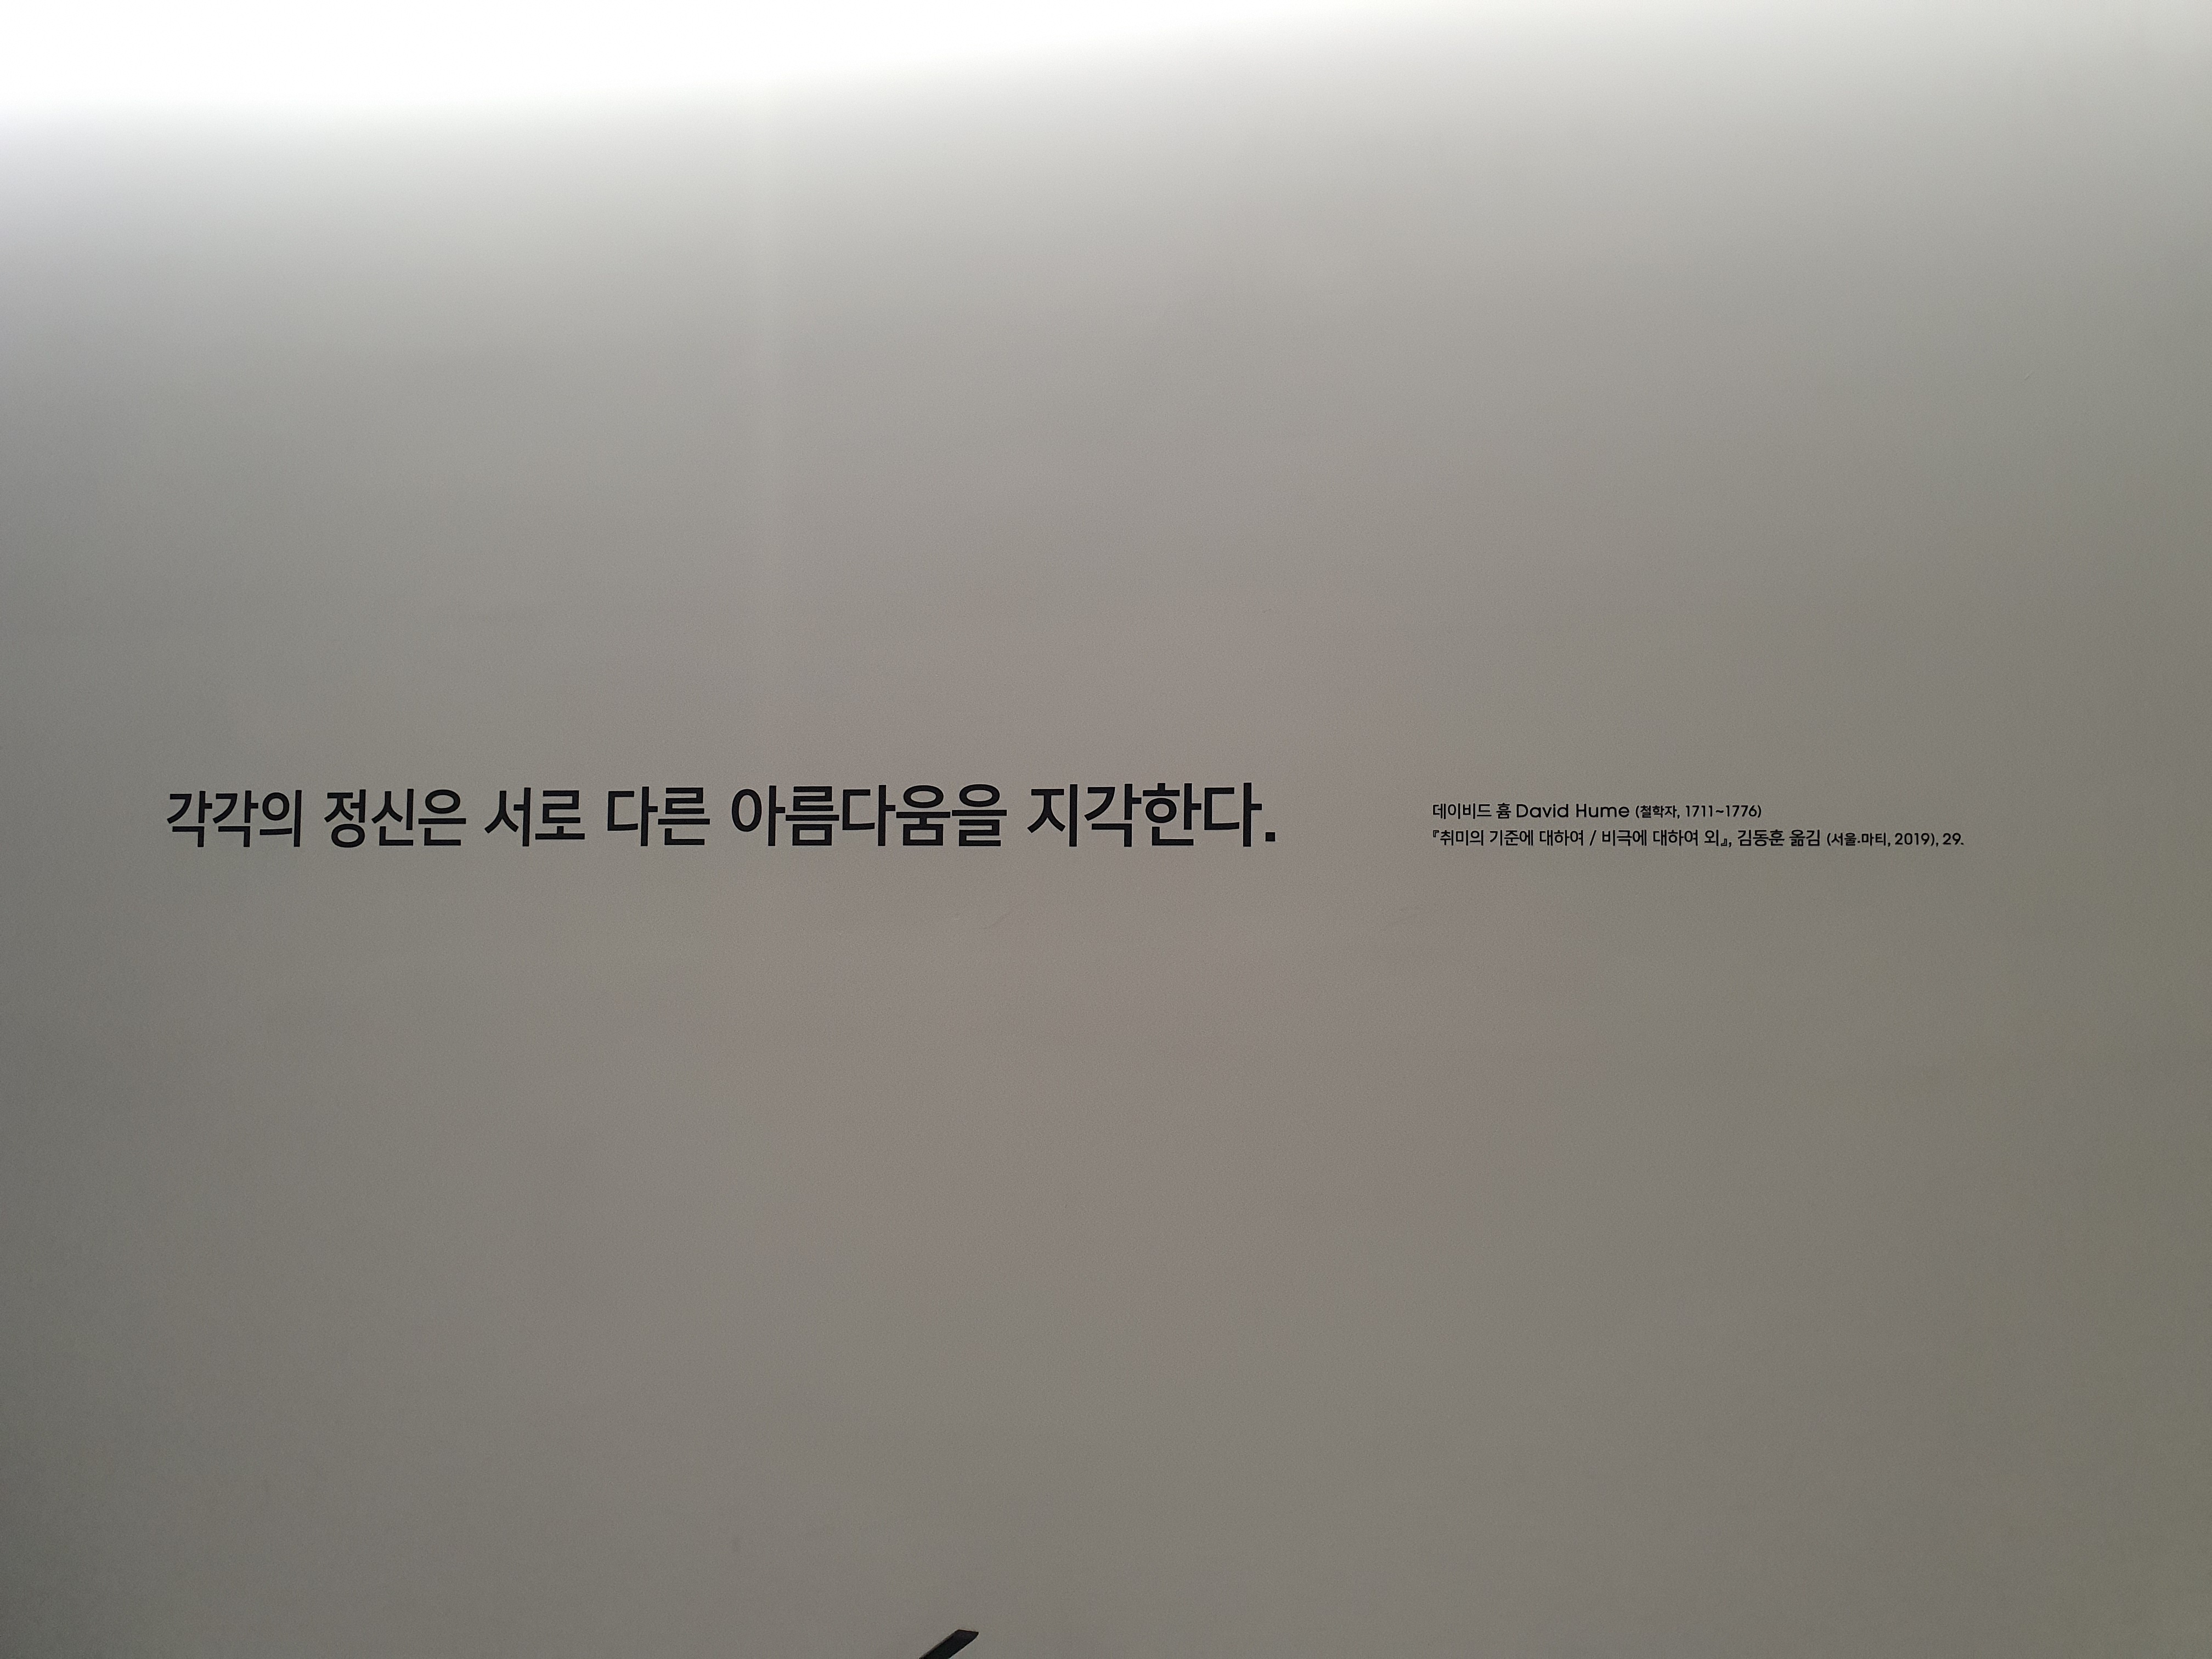 각각의 정신은 서로 다른 아름다움을 지각한다.
데이비드 흄 David Hume (철학자, 1711~1776)
『취미의 기준에 대하여 / 비극에 대하여 외』, 김동훈 옮김 (서울.마티, 2019), 29.